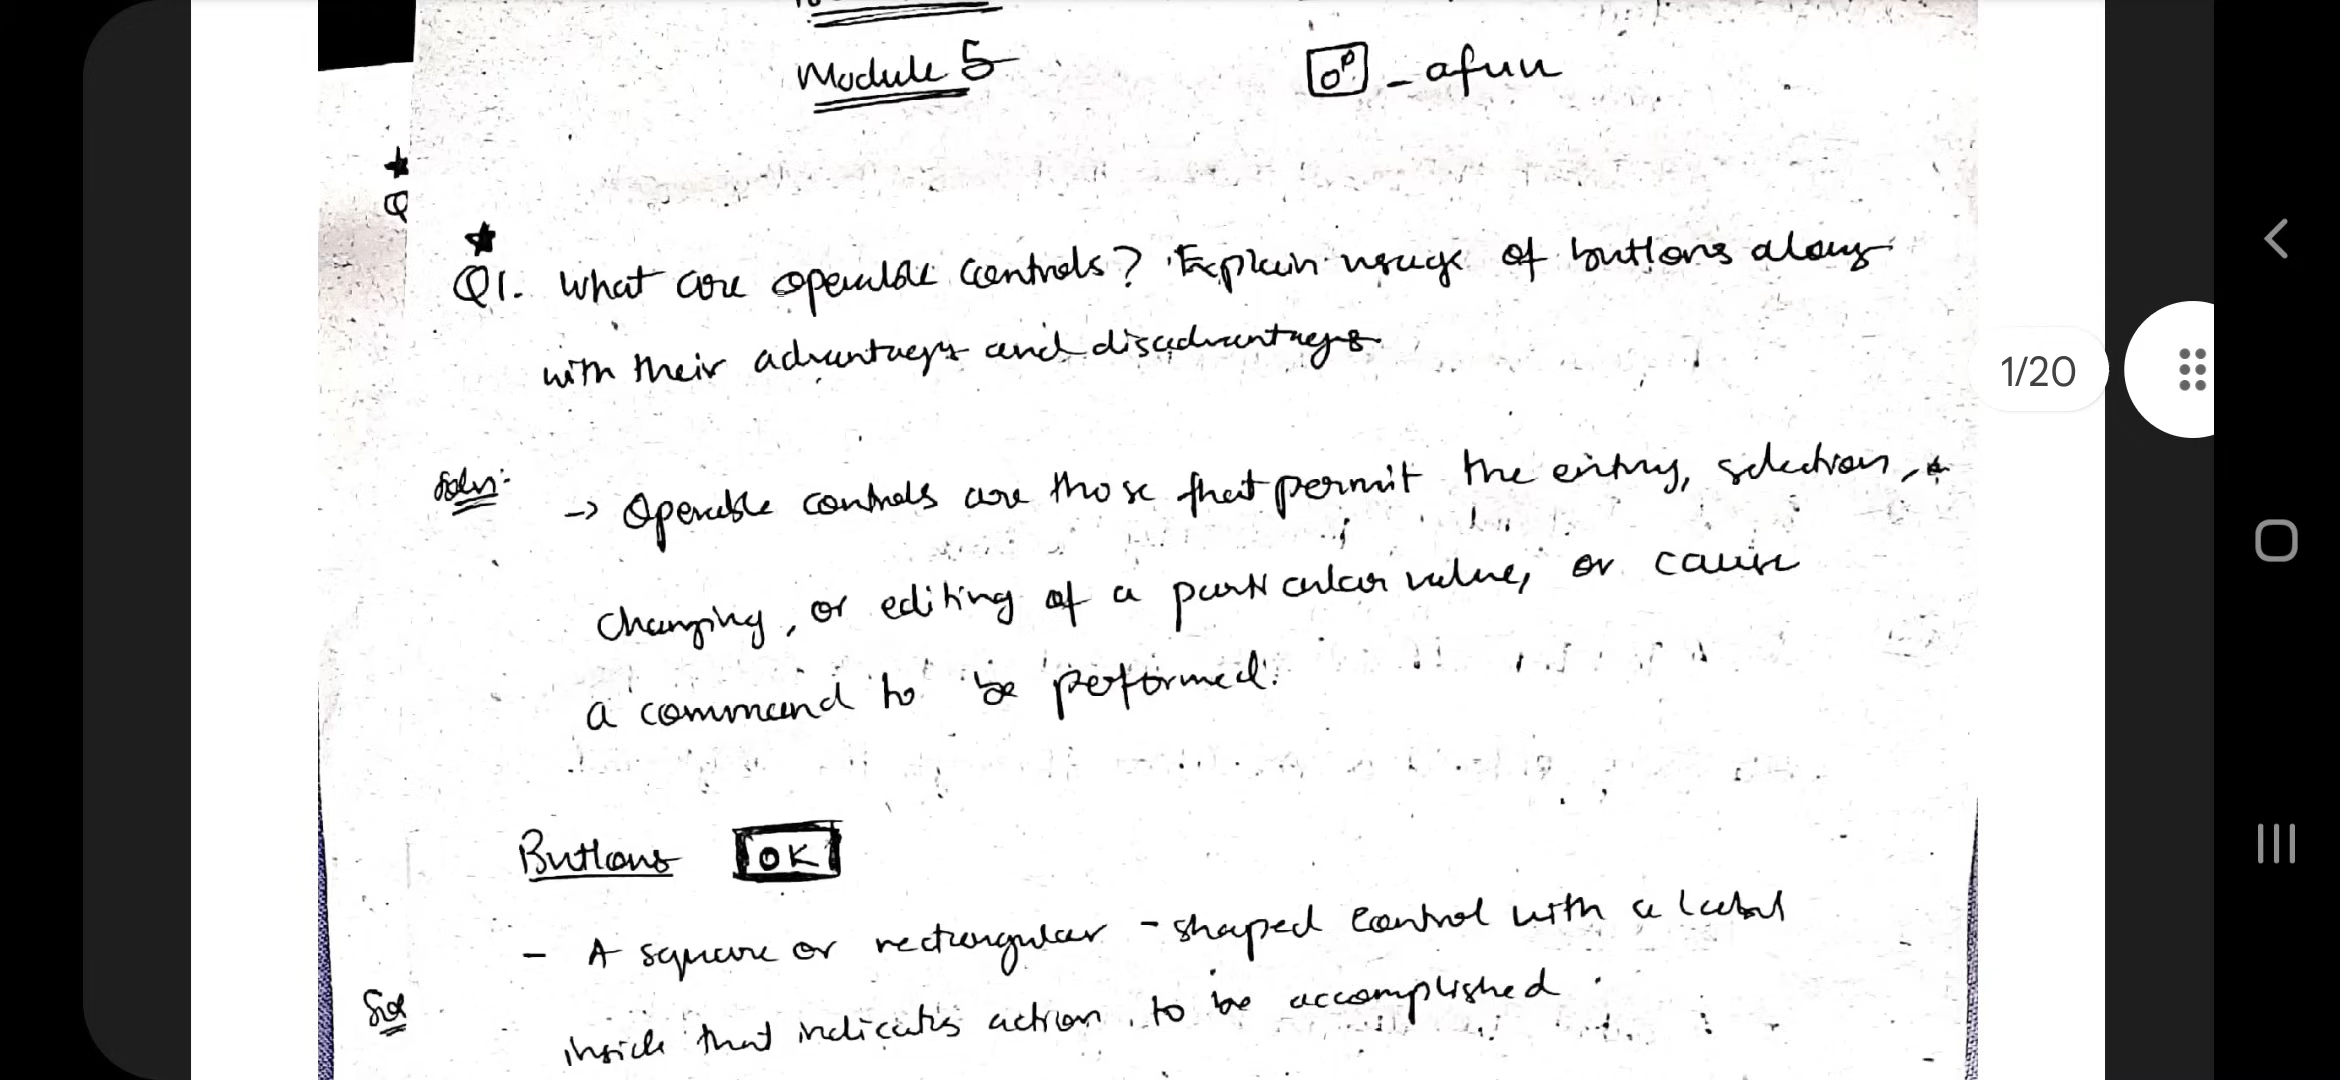 Module 5
OP - afuu
Q
Q1. What are operable controls? Explain usage of buttons along
with their advantages and disadvantages
1/20
Soln:
-> Operable controls are those that permit the entry, selection,
changing, or editing of a particular value, or cause
a command to be performed.
Buttons OK
- A square or rectangular - shaped control with a label
Sol
inside that indicates action to be accomplished.